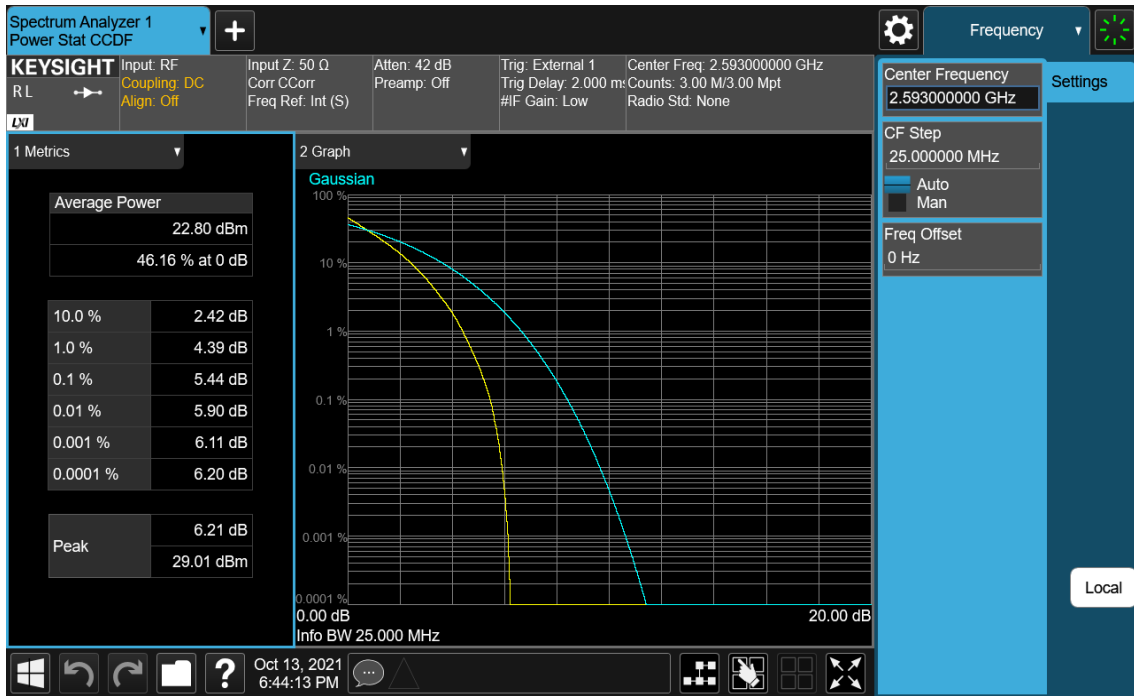 Spectrum Analyzer 1
Power Stat CCDF
Frequency
KEYSIGHT
RL
LXI
Input: RF
Coupling: DC
Align: Off
Input Z: 50 Ω
Corr CCorr
Freq Ref: Int (S)
Atten: 42 dB
Preamp: Off
Trig: External 1
Trig Delay: 2.000 ms
#IF Gain: Low
Center Freq: 2.593000000 GHz
Counts: 3.00 M/3.00 Mpt
Radio Std: None
Center Frequency
2.593000000 GHz
Settings
CF Step
25.000000 MHz
Auto
Man
Freq Offset
0 Hz
1 Metrics
Average Power
22.80 dBm
46.16 % at 0 dB
10.0 % 2.42 dB
1.0 % 4.39 dB
0.1 % 5.44 dB
0.01 % 5.90 dB
0.001 % 6.11 dB
0.0001 % 6.20 dB
Peak
6.21 dB
29.01 dBm
2 Graph
Gaussian
100 %
10 %
1 %
0.1 %
0.01 %
0.001 %
0.0001 %
0.00 dB 20.00 dB
Info BW 25.000 MHz
Local
?
Oct 13, 2021
6:44:13 PM